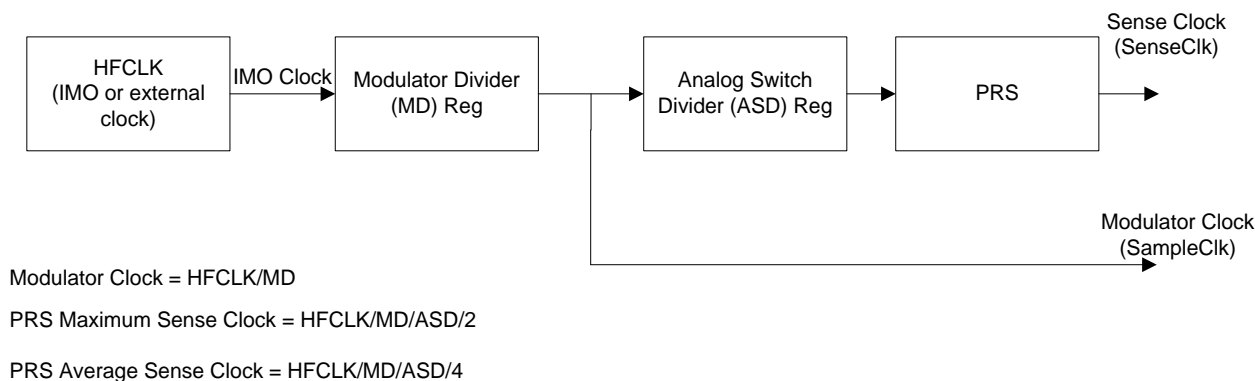 HFCLK
(IMO or external
clock)
IMO Clock
Modulator Divider
(MD) Reg
Analog Switch
Divider (ASD) Reg
PRS
Sense Clock
(SenseClk)
Modulator Clock
(SampleClk)
Modulator Clock = HFCLK/MD
PRS Maximum Sense Clock = HFCLK/MD/ASD/2
PRS Average Sense Clock = HFCLK/MD/ASD/4